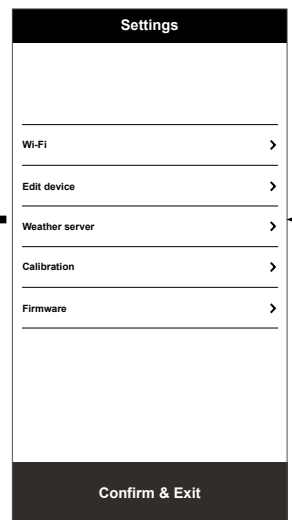 Settings
Wi-Fi
Edit device
Weather server
Calibration
Firmware
Confirm & Exit